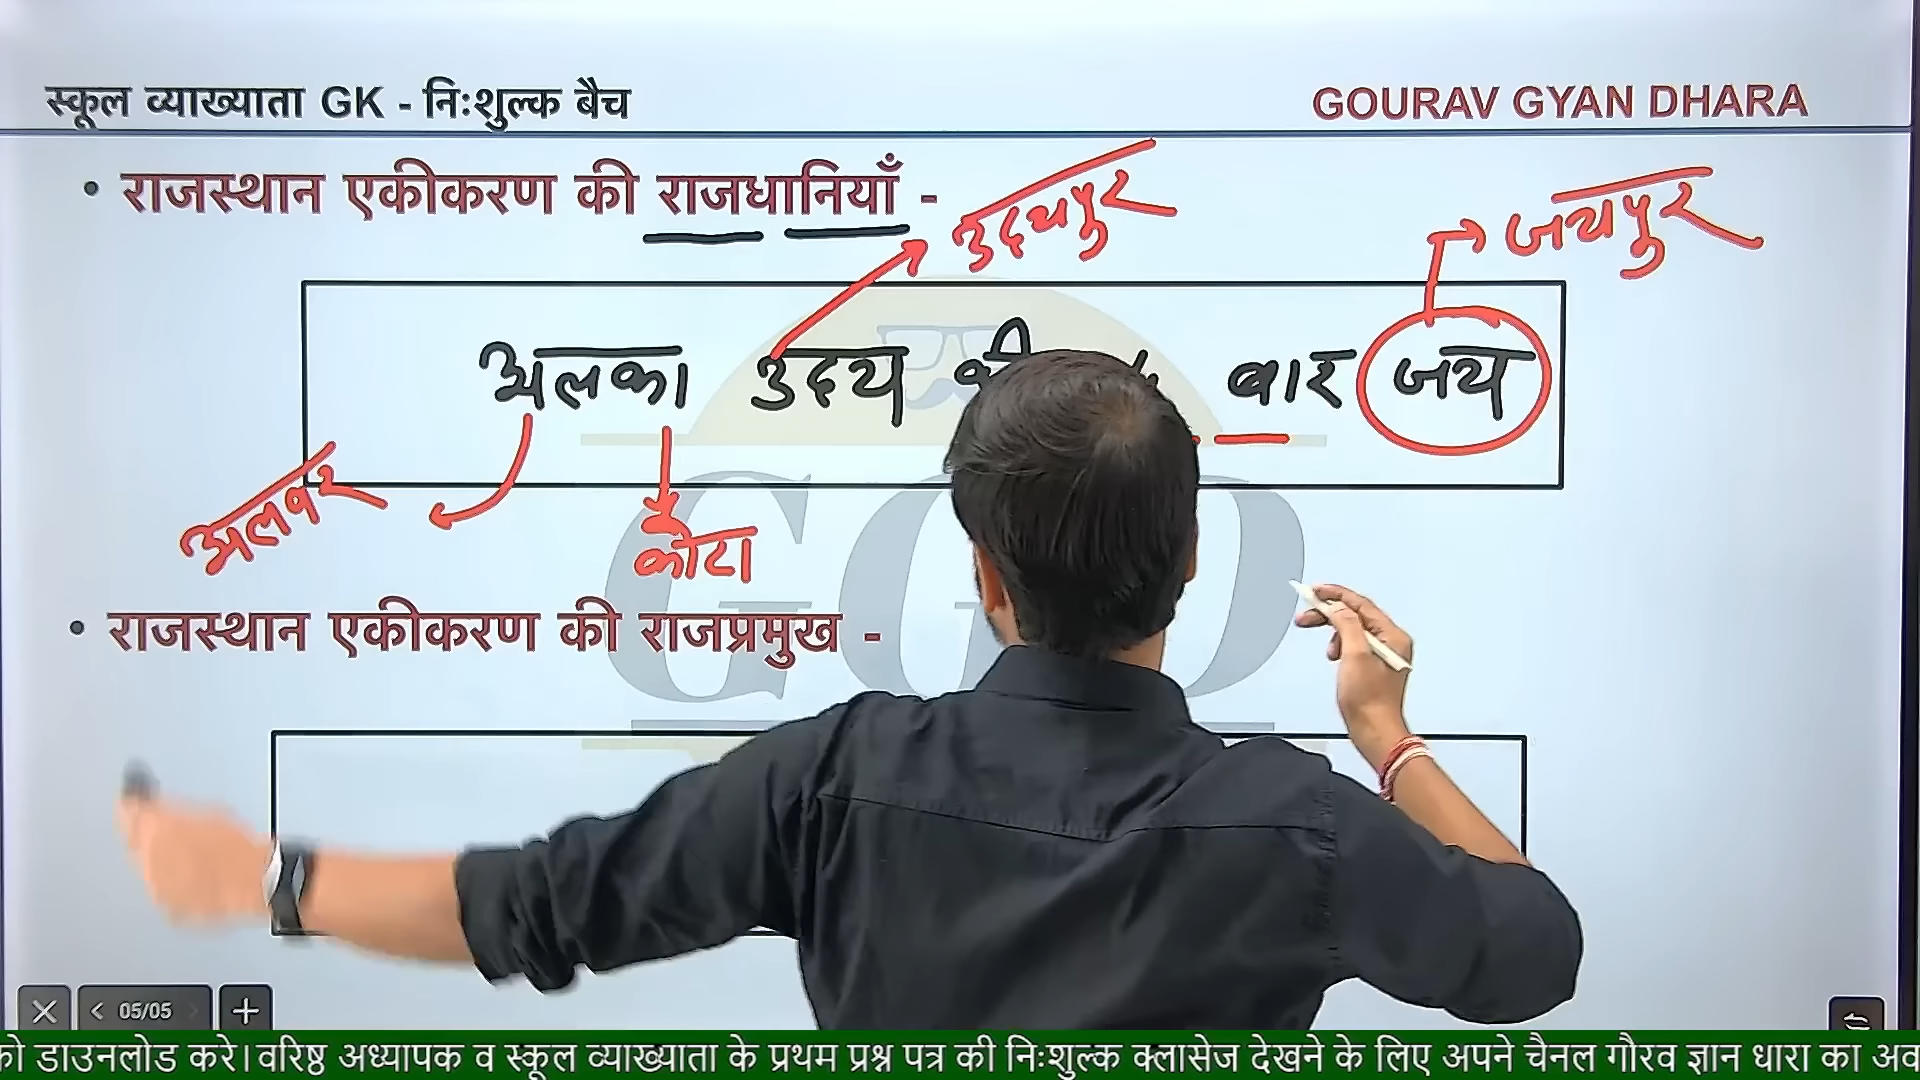 स्कूल व्याख्याता GK - निःशुल्क बैच
GOURAV GYAN DHARA
• राजस्थान एकीकरण की राजधानियाँ -
उदयपुर
जयपुर
अलका उदय की बार जय
अलवर
कोटा
• राजस्थान एकीकरण की राजप्रमुख -
05/05
को डाउनलोड करे। वरिष्ठ अध्यापक व स्कूल व्याख्याता के प्रथम प्रश्न पत्र की निःशुल्क क्लासेज देखने के लिए अपने चैनल गौरव ज्ञान धारा का अव